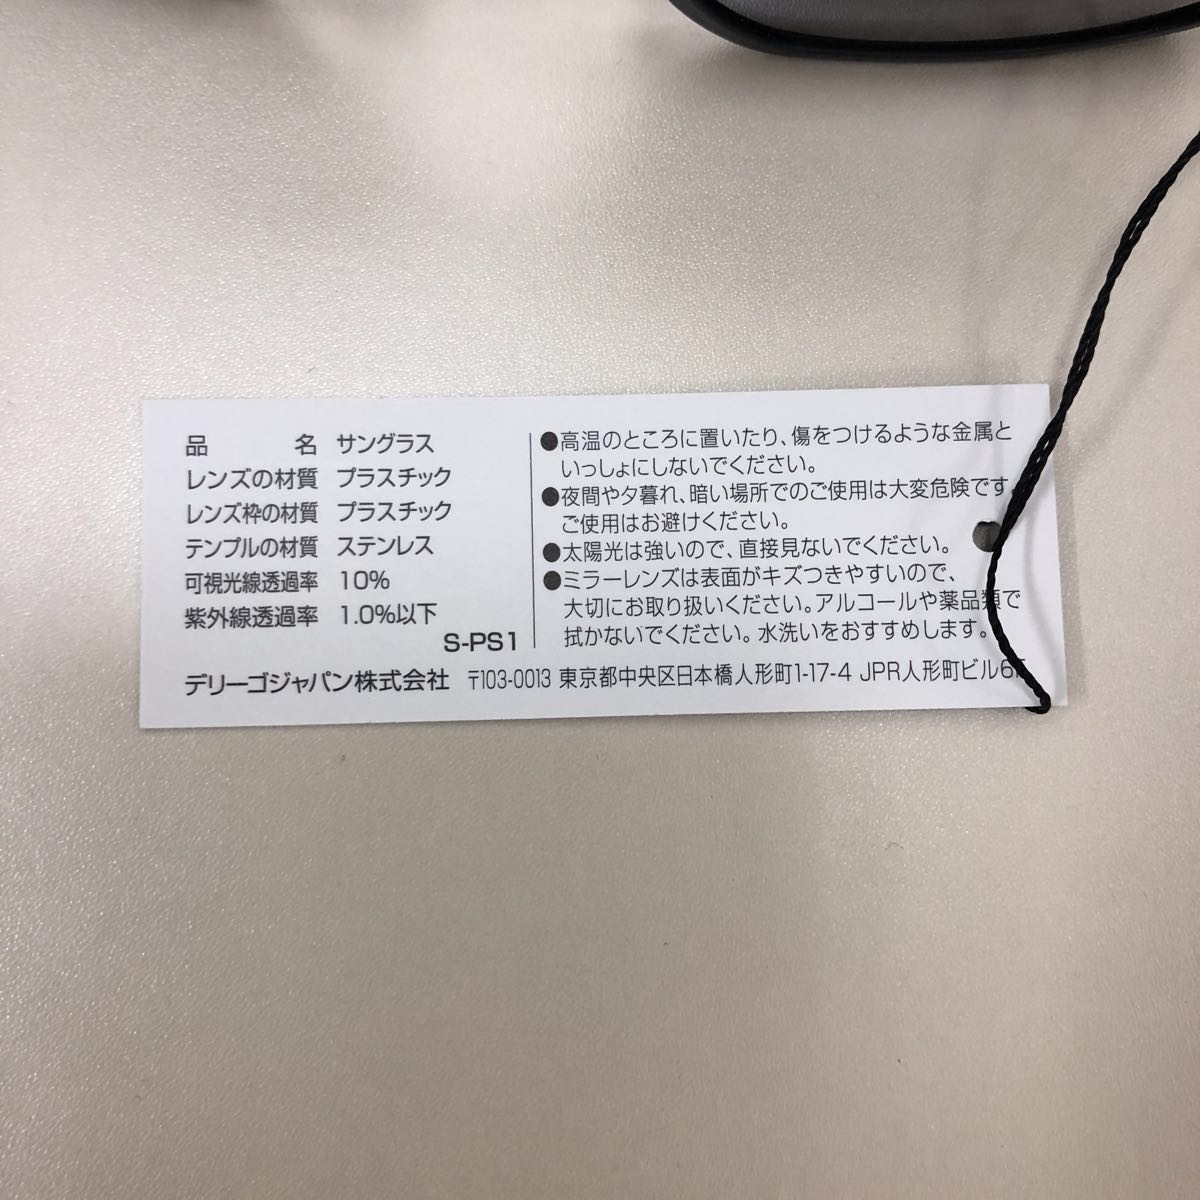 品名 サングラス
レンズの材質 プラスチック
レンズ枠の材質 プラスチック
テンプルの材質 ステンレス
可視光線透過率 10%
紫外線透過率 1.0%以下
S-PS1
●高温のところに置いたり、傷をつけるような金属と
いっしょにしないでください。
●夜間や夕暮れ、暗い場所でのご使用は大変危険です。
ご使用はお避けください。
●太陽光は強いので、直接見ないでください。
●ミラーレンズは表面がキズつきやすいので、
大切にお取り扱いください。アルコールや薬品類で
拭かないでください。水洗いをおすすめします。
デリーゴジャパン株式会社 〒103-0013 東京都中央区日本橋人形町1-17-4 JPR人形町ビル6F